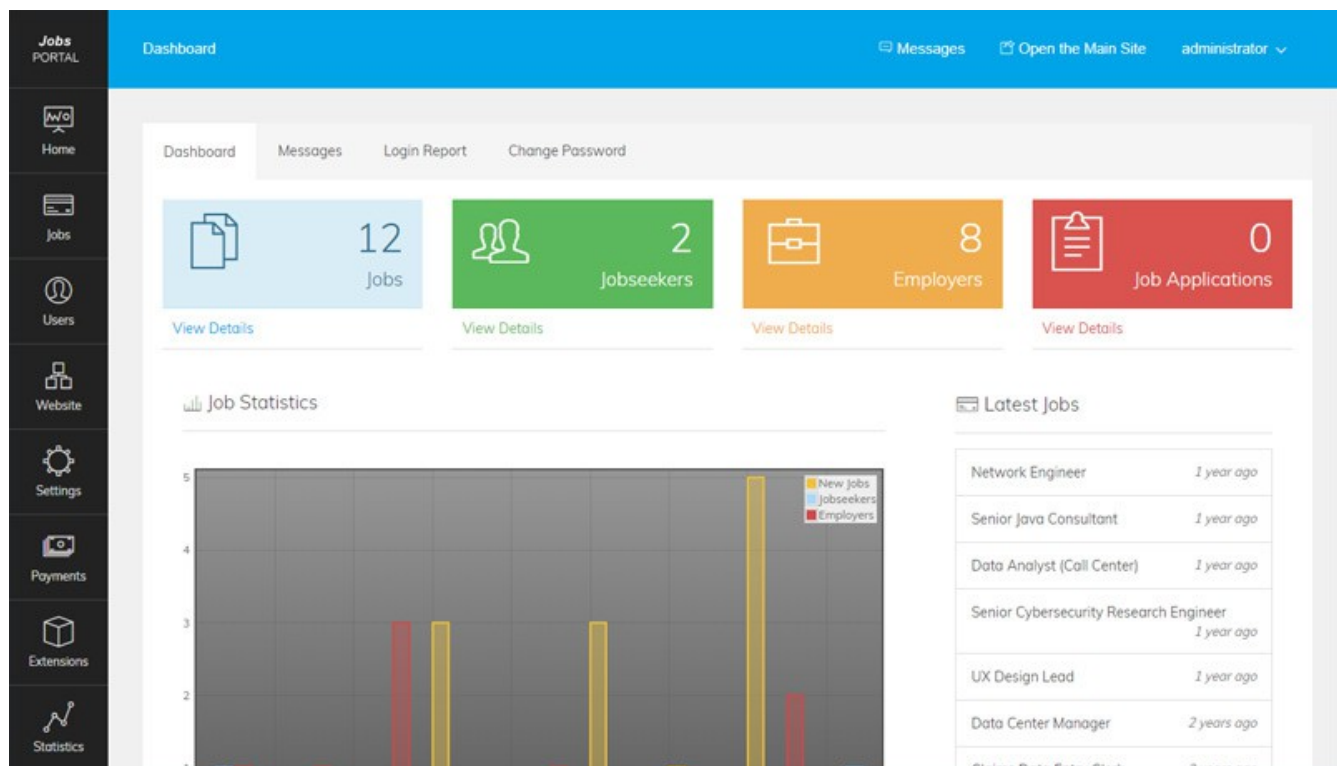 Jobs
PORTAL
Dashboard
Messages
Open the Main Site
administrator
Home
Jobs
Users
Website
Settings
Payments
Extensions
Statistics
Dashboard
Messages
Login Report
Change Password
12
Jobs
View Details
2
Jobseekers
View Details
8
Employers
View Details
0
Job Applications
View Details
Job Statistics
5
4
3
2
New Jobs
Jobseekers
Employers
Latest Jobs
Network Engineer 1 year ago
Senior Java Consultant 1 year ago
Data Analyst (Call Center) 1 year ago
Senior Cybersecurity Research Engineer
1 year ago
UX Design Lead 1 year ago
Data Center Manager 2 years ago